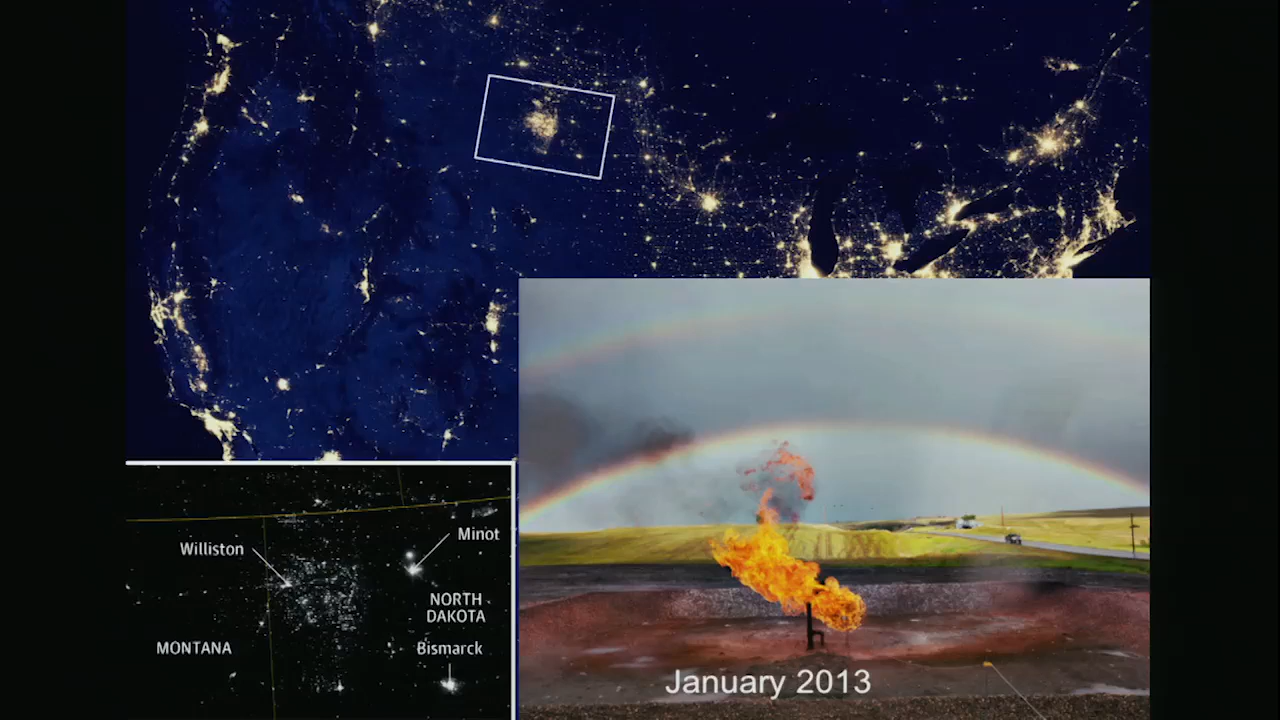 Williston
Minot
NORTH
DAKOTA
MONTANA
Bismarck
January 2013